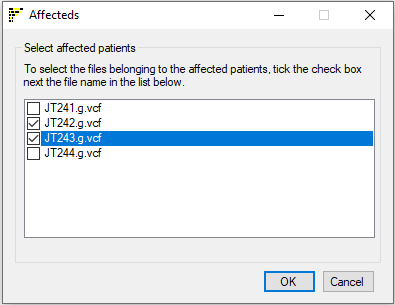 Affecteds
Select affected patients
To select the files belonging to the affected patients, tick the check box
next the file name in the list below.
JT241.g.vcf
JT242.g.vcf
JT243.g.vcf
JT244.g.vcf
OK
Cancel